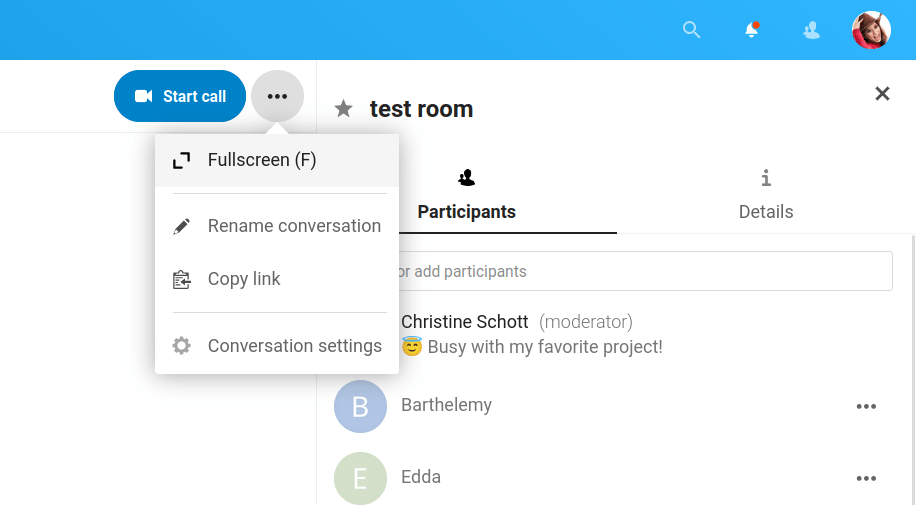 Start call
test room
Fullscreen (F)
Rename conversation
Copy link
Conversation settings
Participants
Details
or add participants
Christine Schott (moderator)
😇 Busy with my favorite project!
B
Barthelemy
E
Edda